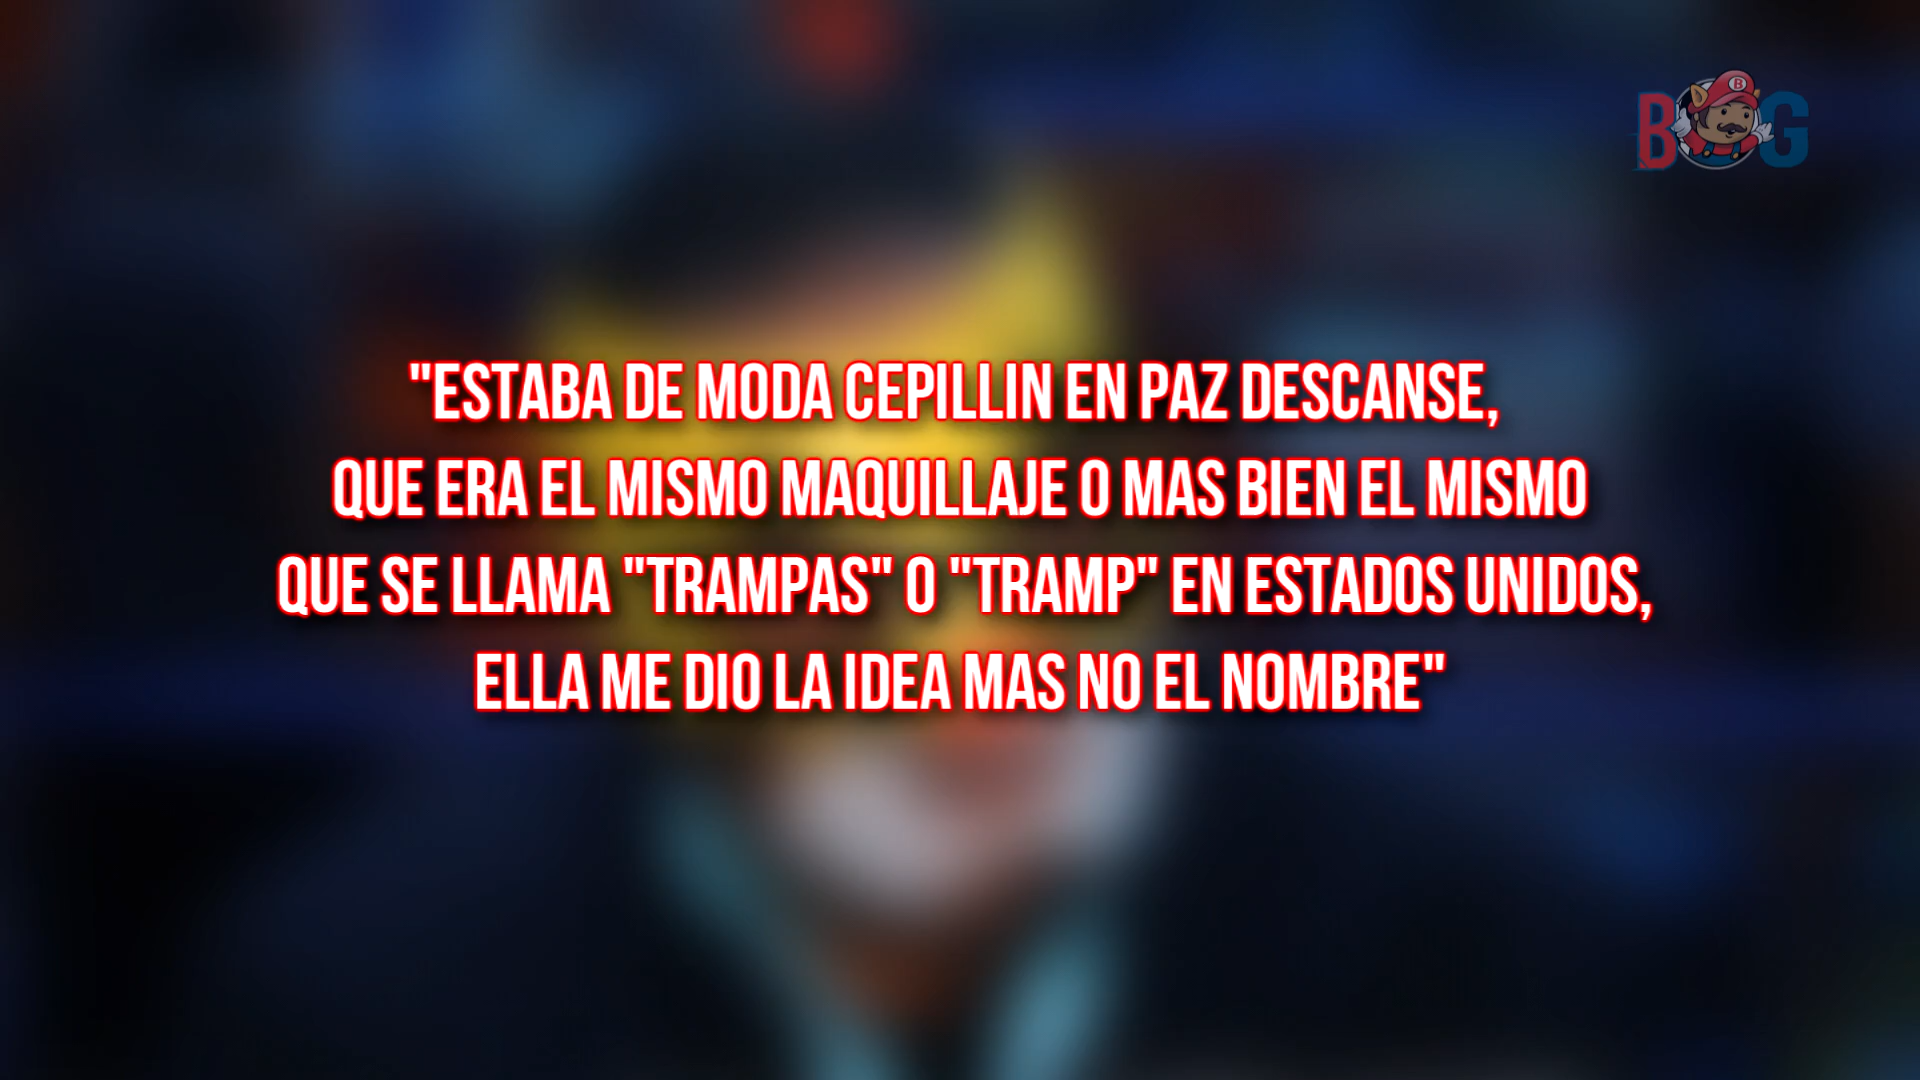 B G
B
"ESTABA DE MODA CEPILLIN EN PAZ DESCANSE,
QUE ERA EL MISMO MAQUILLAJE O MAS BIEN EL MISMO
QUE SE LLAMA "TRAMPAS" O "TRAMP" EN ESTADOS UNIDOS,
ELLA ME DIO LA IDEA MAS NO EL NOMBRE"